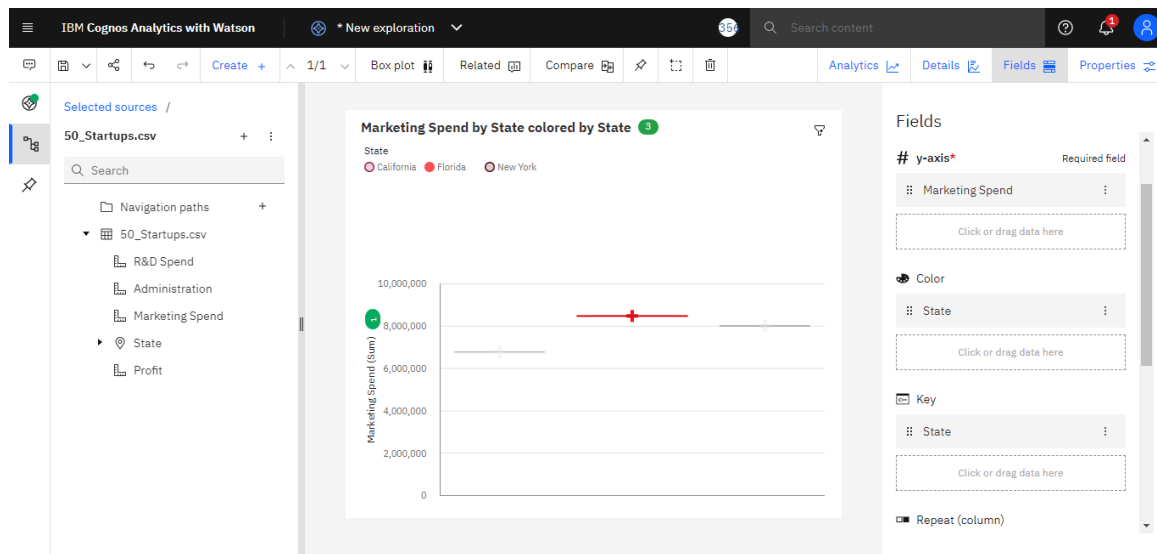 IBM Cognos Analytics with Watson
* New exploration
356
Search content
1
Create +
1/1
Box plot
Related
Compare
Analytics
Details
Fields
Properties
Selected sources /
50_Startups.csv
Search
Navigation paths
50_Startups.csv
R&D Spend
Administration
Marketing Spend
State
Profit
Marketing Spend by State colored by State 3
State
California Florida New York
10,000,000
8,000,000
6,000,000
4,000,000
2,000,000
0
Marketing Spend (Sum)
1
Fields
# y-axis* Required field
Marketing Spend
Click or drag data here
Color
State
Click or drag data here
Key
State
Click or drag data here
Repeat (column)